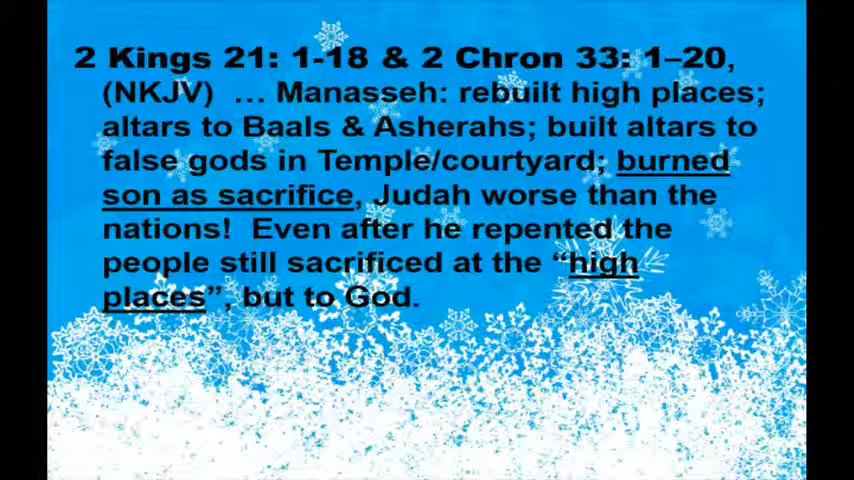 2 Kings 21: 1-18 & 2 Chron 33: 1–20,
(NKJV)  … Manasseh: rebuilt high places;
altars to Baals & Asherahs; built altars to
false gods in Temple/courtyard; burned
son as sacrifice, Judah worse than the
nations!  Even after he repented the
people still sacrificed at the “high
places”, but to God.